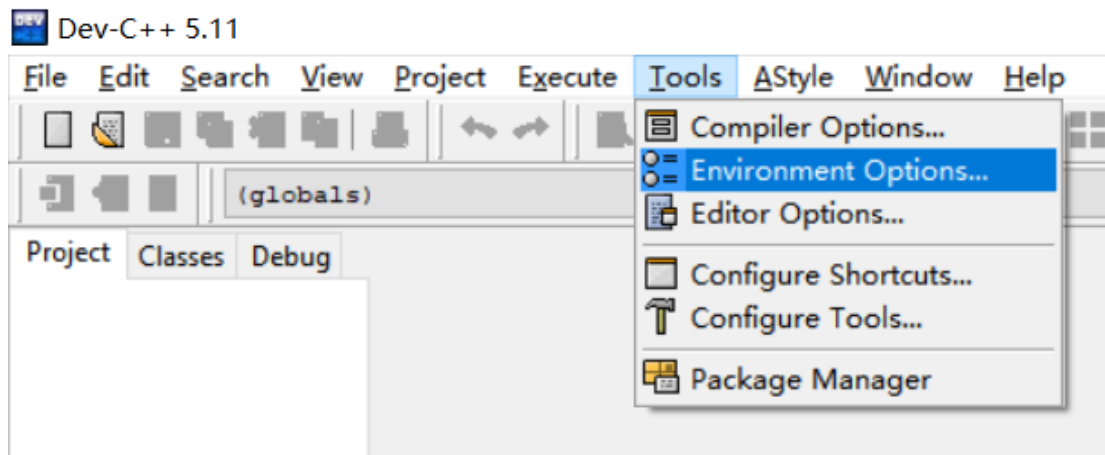 Dev-C++ 5.11
File Edit Search View Project Execute Tools AStyle Window Help
Compiler Options...
Environment Options...
(globals)
Editor Options...
Project Classes Debug
Configure Shortcuts...
Configure Tools...
Package Manager